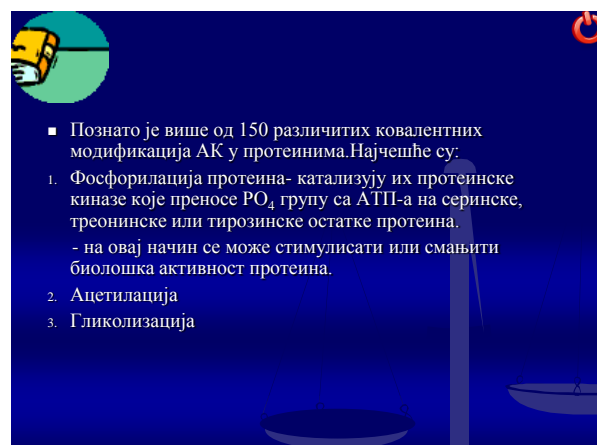 ▪ Познато је више од 150 различитих ковалентних
модификација АК у протеинима.Најчешће су:
1. Фосфорилација протеина- катализују их протеинске
киназе које преносе PO₄ групу са АТП-а на серинске,
треонинске или тирозинске остатке протеина.
- на овај начин се може стимулисати или смањити
биолошка активност протеина.
2. Ацетилација
3. Гликолизација